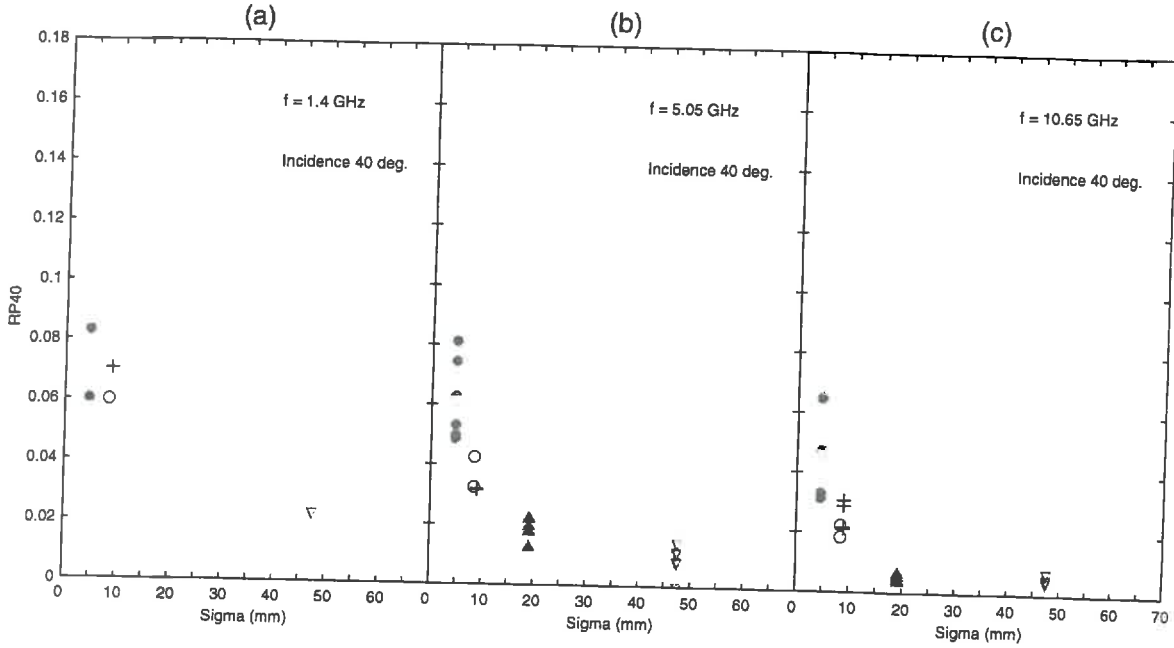 (a)
(b)
(c)
0.18
0.16
0.14
0.12
0.1
0.08
0.06
0.04
0.02
0
RP40
f = 1.4 GHz
Incidence 40 deg.
f = 5.05 GHz
Incidence 40 deg.
f = 10.65 GHz
Incidence 40 deg.
0 10 20 30 40 50 60
0 10 20 30 40 50 60
0 10 20 30 40 50 60 70
Sigma (mm)
Sigma (mm)
Sigma (mm)